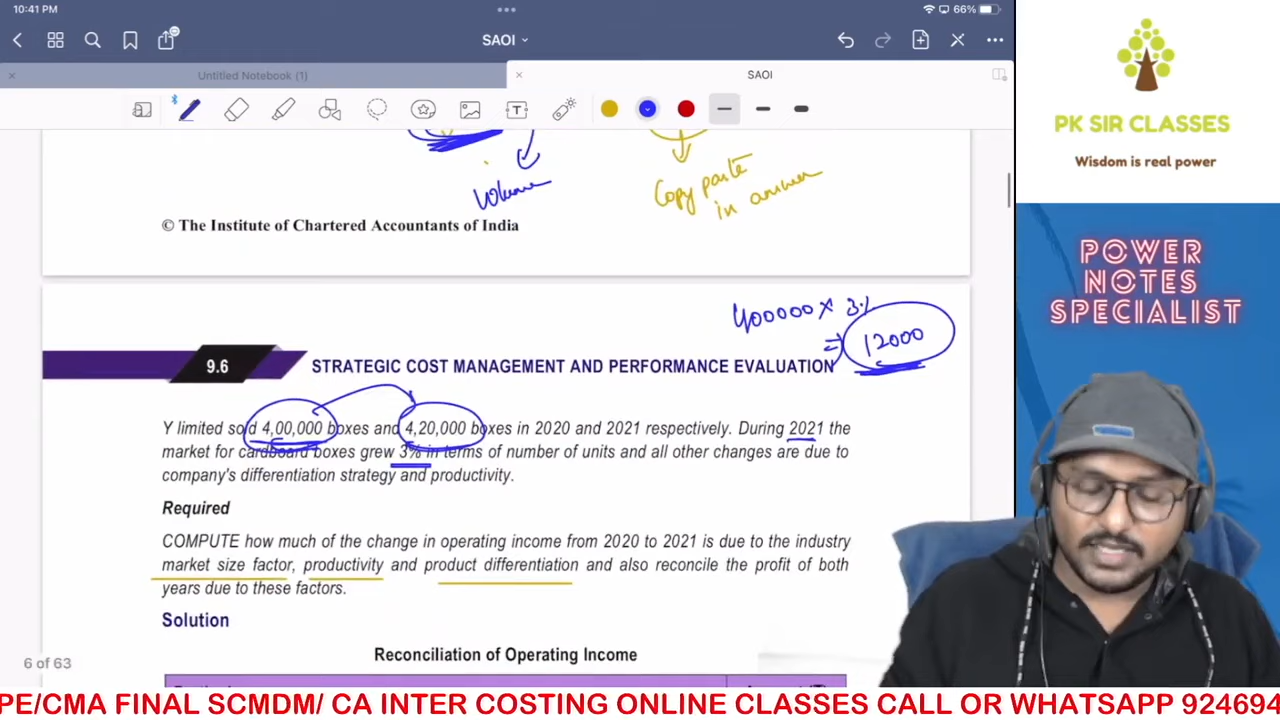 10:41 PM
66%
SAOI
Untitled Notebook (1)
SAOI
PK SIR CLASSES
Wisdom is real power
Volume
Copy paste
in answer
© The Institute of Chartered Accountants of India
POWER
NOTES
SPECIALIST
400000 x 3%
= 12000
9.6
STRATEGIC COST MANAGEMENT AND PERFORMANCE EVALUATION
Y limited sold 4,00,000 boxes and 4,20,000 boxes in 2020 and 2021 respectively. During 2021 the
market for cardboard boxes grew 3% in terms of number of units and all other changes are due to
company's differentiation strategy and productivity.
Required
COMPUTE how much of the change in operating income from 2020 to 2021 is due to the industry
market size factor, productivity and product differentiation and also reconcile the profit of both
years due to these factors.
Solution
Reconciliation of Operating Income
6 of 63
PE/CMA FINAL SCMDM/ CA INTER COSTING ONLINE CLASSES CALL OR WHATSAPP 924694